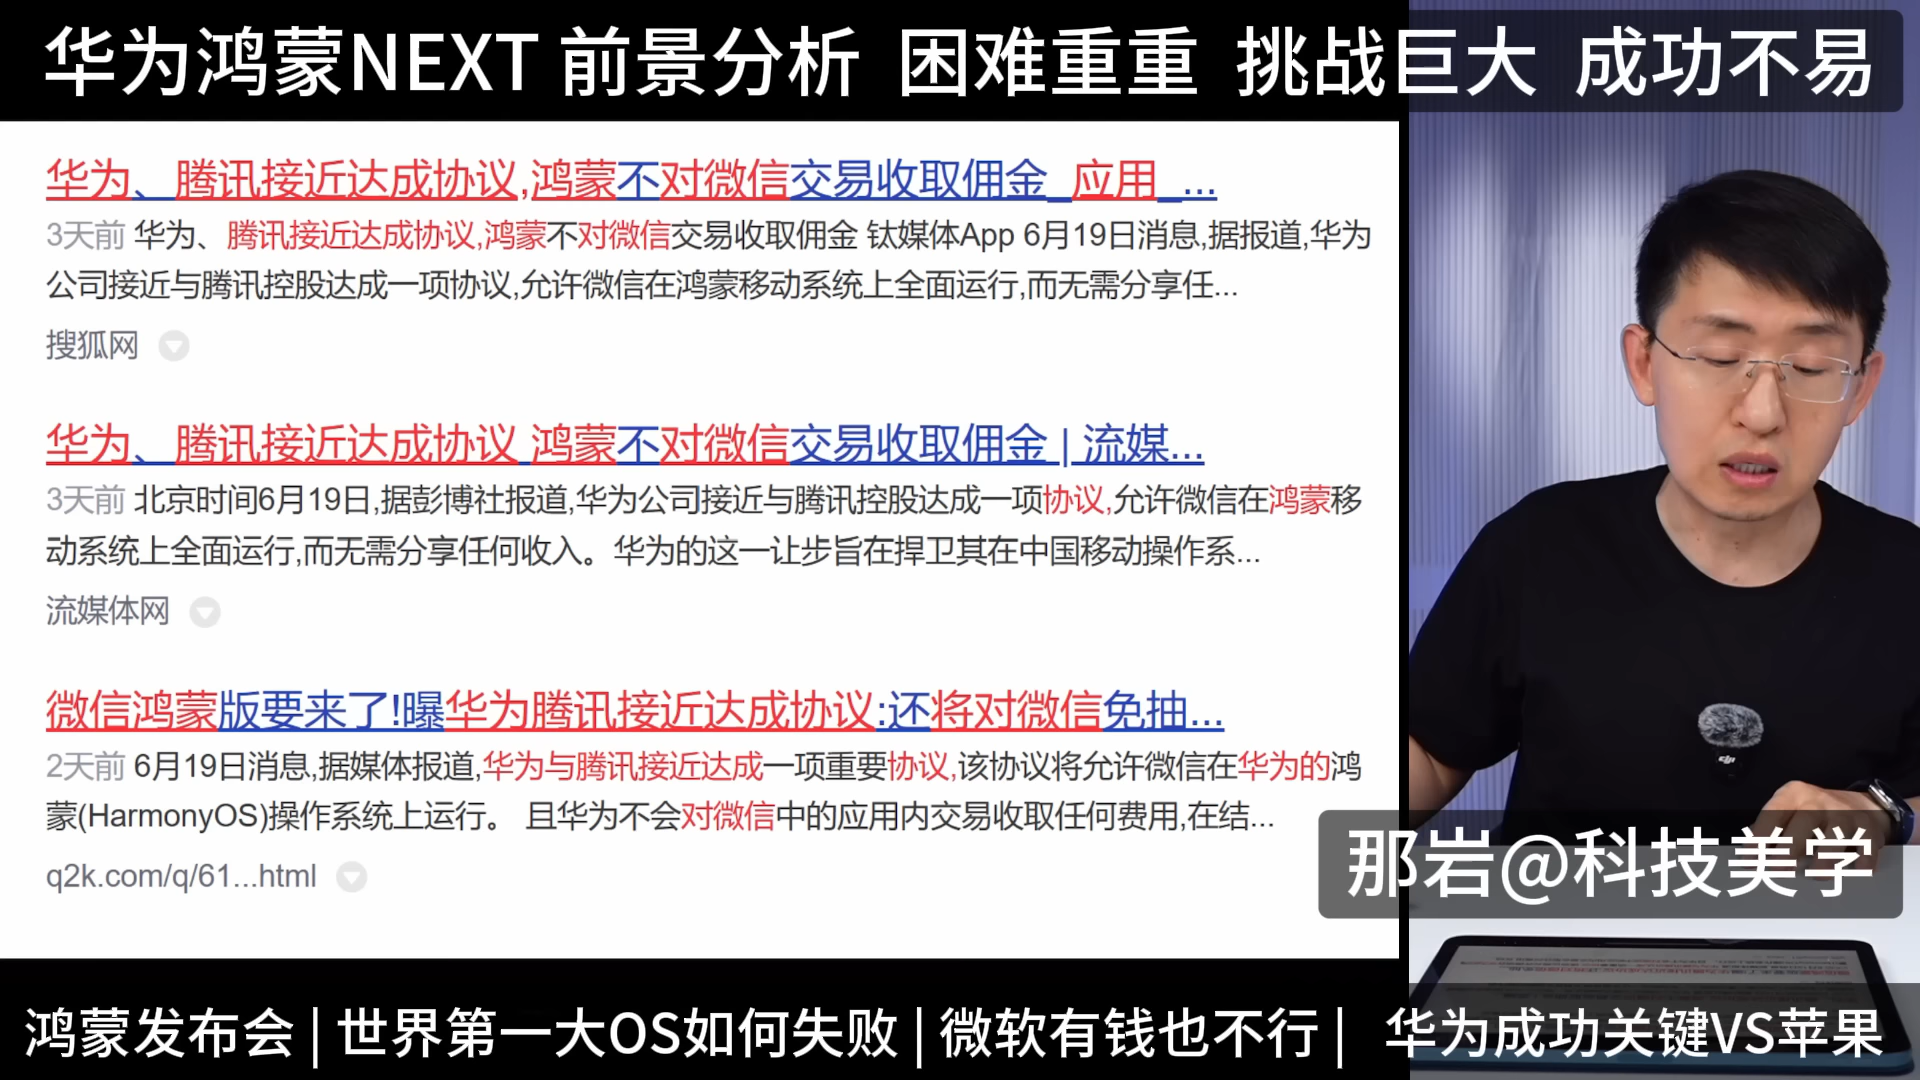 华为鸿蒙NEXT 前景分析 困难重重 挑战巨大 成功不易
华为、腾讯接近达成协议,鸿蒙不对微信交易收取佣金_应用_...
3天前 华为、腾讯接近达成协议,鸿蒙不对微信交易收取佣金 钛媒体App 6月19日消息,据报道,华为
公司接近与腾讯控股达成一项协议,允许微信在鸿蒙移动系统上全面运行,而无需分享任...
搜狐网
华为、腾讯接近达成协议 鸿蒙不对微信交易收取佣金 | 流媒...
3天前 北京时间6月19日,据彭博社报道,华为公司接近与腾讯控股达成一项协议,允许微信在鸿蒙移
动系统上全面运行,而无需分享任何收入。华为的这一让步旨在捍卫其在中国移动操作系...
流媒体网
微信鸿蒙版要来了!曝华为腾讯接近达成协议:还将对微信免抽...
2天前 6月19日消息,据媒体报道,华为与腾讯接近达成一项重要协议,该协议将允许微信在华为的鸿
蒙(HarmonyOS)操作系统上运行。 且华为不会对微信中的应用内交易收取任何费用,在结...
q2k.com/q/61...html
dji
那岩@科技美学
鸿蒙发布会 | 世界第一大OS如何失败 | 微软有钱也不行 | 华为成功关键VS苹果